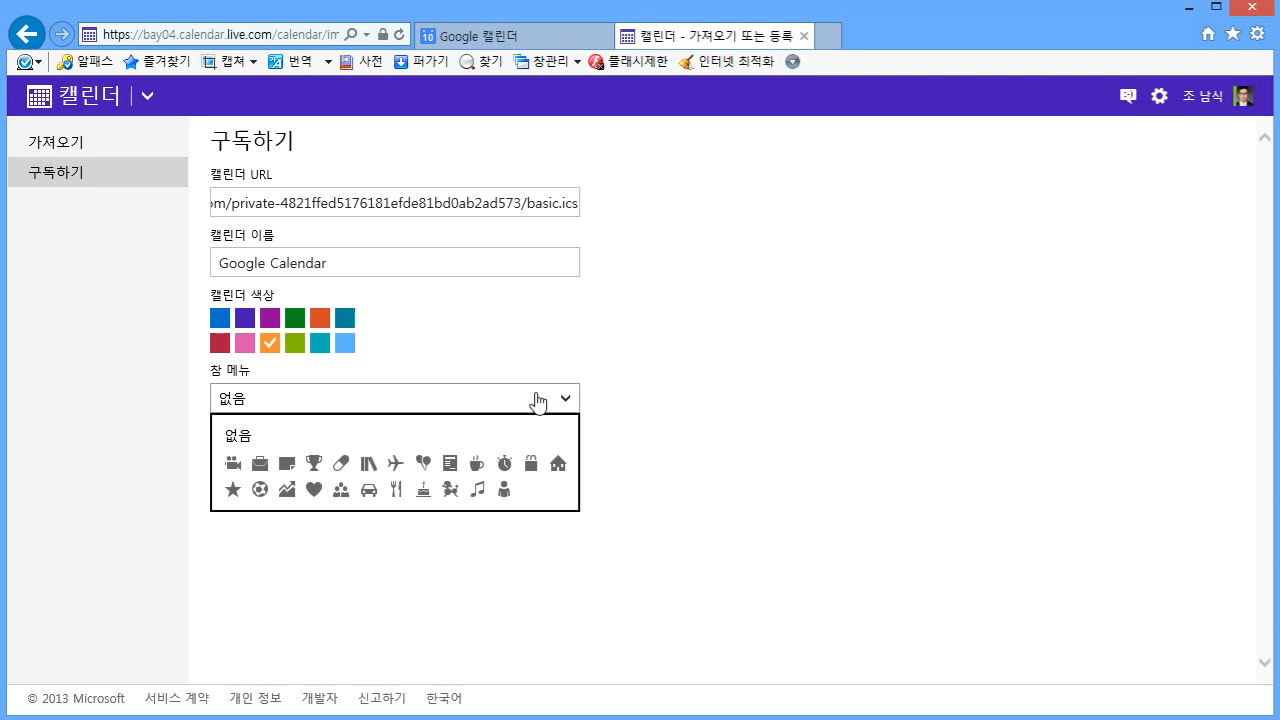 https://bay04.calendar.live.com/calendar/im
10 Google 캘린더
캘린더 - 가져오기 또는 등록
알패스 즐겨찾기 캡쳐 번역 사전 퍼가기 찾기 창관리 플래시제한 인터넷 최적화
캘린더
조 남식
가져오기
구독하기
구독하기
캘린더 URL
om/private-4821ffed5176181efde81bd0ab2ad573/basic.ics
캘린더 이름
Google Calendar
캘린더 색상
참 메뉴
없음
없음
© 2013 Microsoft 서비스 계약 개인 정보 개발자 신고하기 한국어